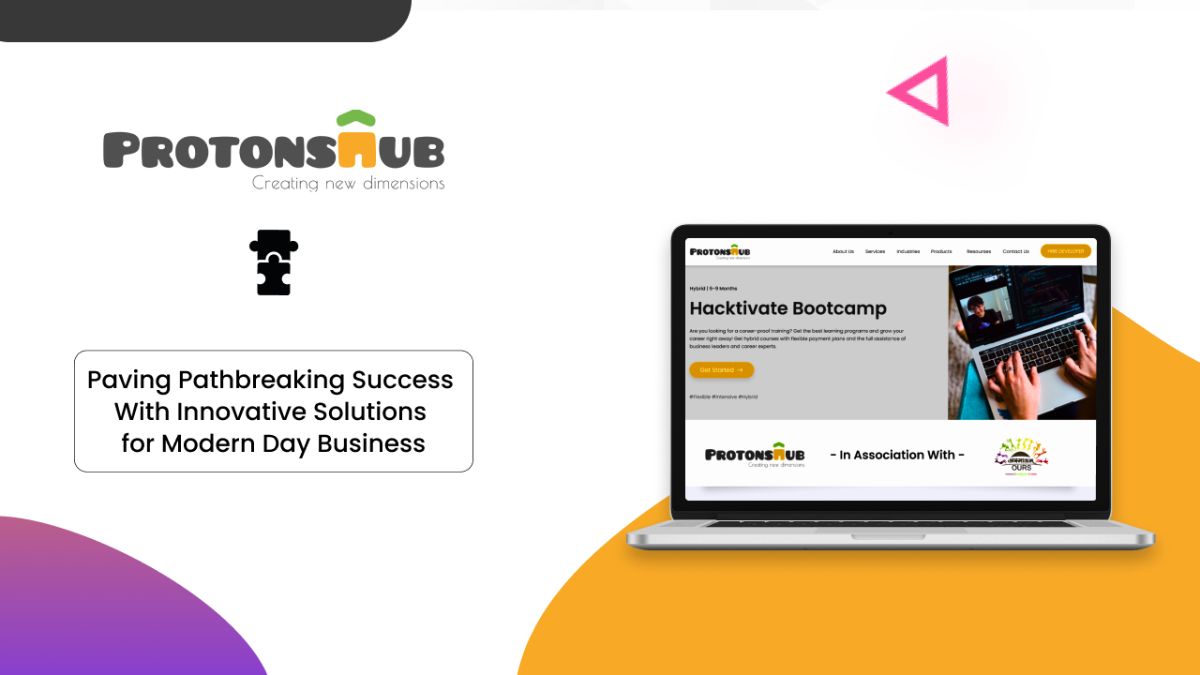 PROTONSHUB
Creating new dimensions
Paving Pathbreaking Success
With Innovative Solutions
for Modern Day Business
PROTONSHUB
Creating new dimensions
About Us Services Industries Products Resourses Contact Us HIRE DEVELOPER
Hybrid | 6-9 Months
Hacktivate Bootcamp
Are you looking for a career-proof training? Get the best learning programs and grow your
career right away! Get hybrid courses with flexible payment plans and the full assistance of
business leaders and career experts.
Get Started →
#Flexible #Intensive #Hybrid
PROTONSHUB
Creating new dimensions
- In Association With -
OURS